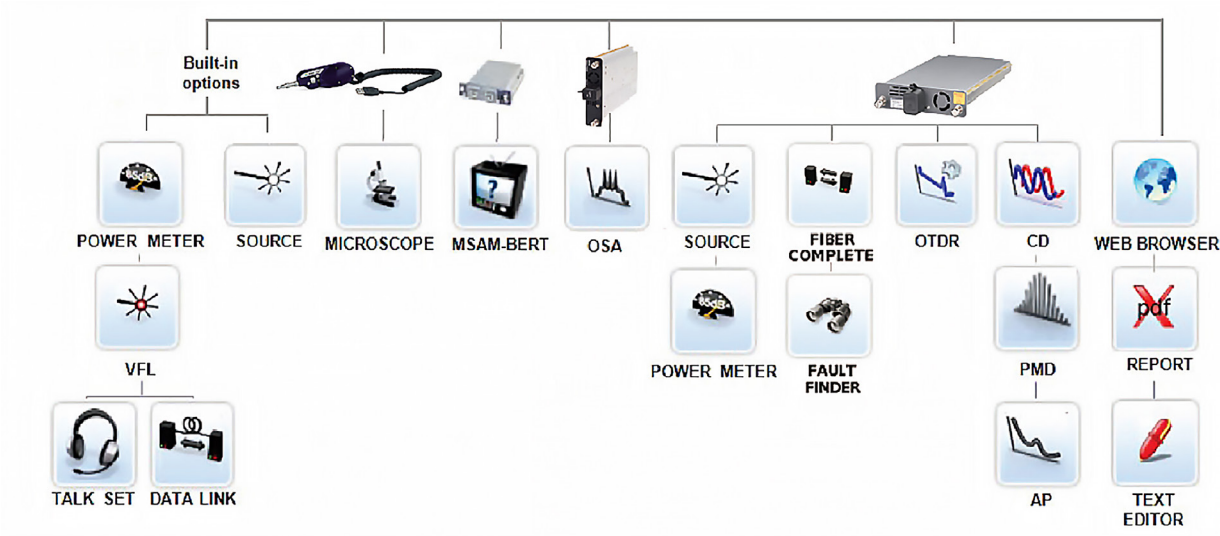 Built-in
options
POWER METER
SOURCE
MICROSCOPE
MSAM-BERT
OSA
SOURCE
FIBER
COMPLETE
OTDR
CD
WEB BROWSER
VFL
POWER METER
FAULT
FINDER
PMD
pdf
REPORT
TALK SET
DATA LINK
AP
TEXT
EDITOR